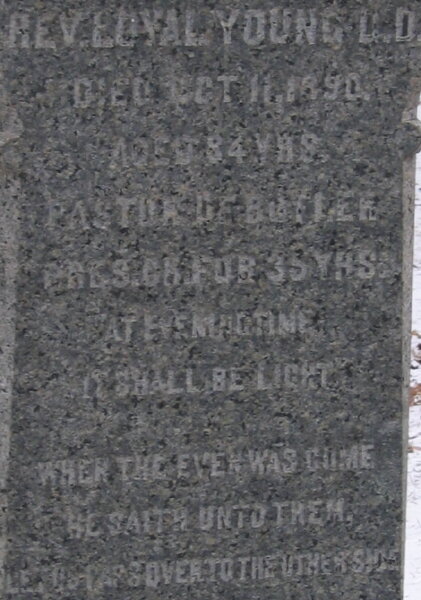 REV. LOYAL YOUNG D.D.
DIED OCT. 11, 1890.
AGED 84 YRS.
PASTOR OF BUTLER
PRES. CH. FOR 35 YRS.
AT EVENING TIME
IT SHALL BE LIGHT.
WHEN THE EVEN WAS COME
HE SAITH UNTO THEM,
LET US PASS OVER TO THE OTHER SIDE